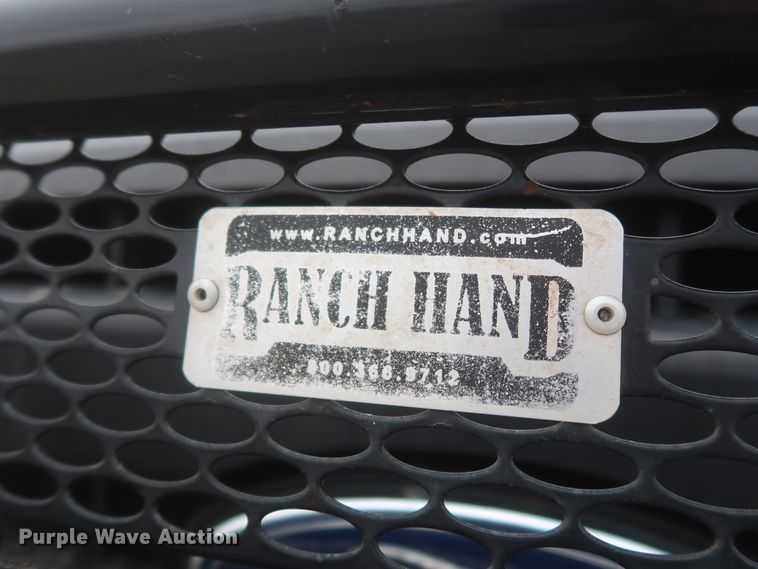 www.RANCHHAND.com
RANCH HAND
800.366.9712
Purple Wave Auction